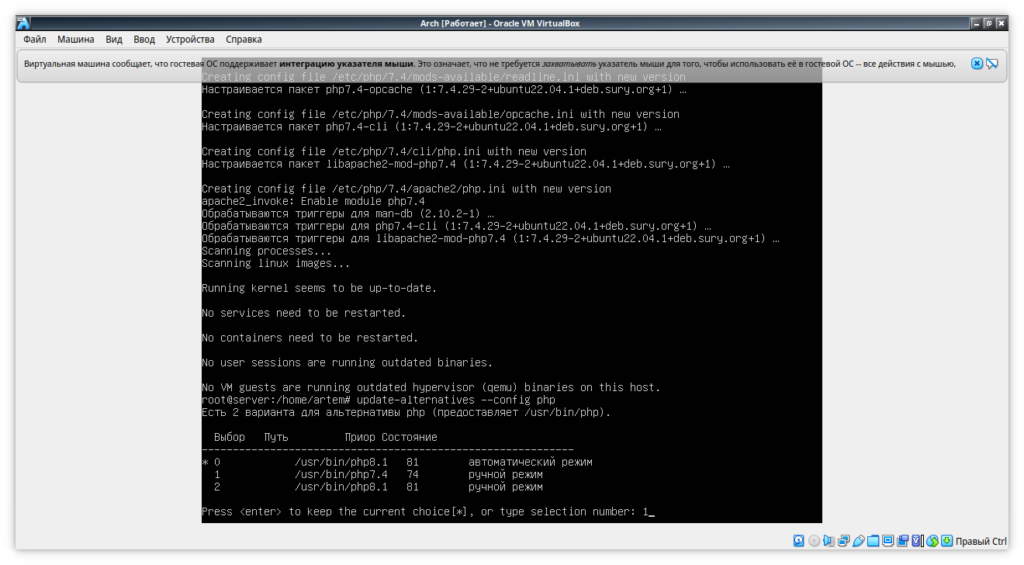 Arch [Работает] - Oracle VM VirtualBox
Файл Машина Вид Ввод Устройства Справка
Виртуальная машина сообщает, что гостевая ОС поддерживает интеграцию указателя мыши. Это означает, что не требуется захватывать указатель мыши для того, чтобы использовать её в гостевой ОС -- все действия с мышью,
Creating config file /etc/php/7.4/mods-available/readline.ini with new version
Настраивается пакет php7.4-opcache (1:7.4.29-2+ubuntu22.04.1+deb.sury.org+1) …
Creating config file /etc/php/7.4/mods-available/opcache.ini with new version
Настраивается пакет php7.4-cli (1:7.4.29-2+ubuntu22.04.1+deb.sury.org+1) …
Creating config file /etc/php/7.4/cli/php.ini with new version
Настраивается пакет libapache2-mod-php7.4 (1:7.4.29-2+ubuntu22.04.1+deb.sury.org+1) …
Creating config file /etc/php/7.4/apache2/php.ini with new version
apache2_invoke: Enable module php7.4
Обрабатываются триггеры для man-db (2.10.2-1) …
Обрабатываются триггеры для php7.4-cli (1:7.4.29-2+ubuntu22.04.1+deb.sury.org+1) …
Обрабатываются триггеры для libapache2-mod-php7.4 (1:7.4.29-2+ubuntu22.04.1+deb.sury.org+1) …
Scanning processes...
Scanning linux images...
Running kernel seems to be up-to-date.
No services need to be restarted.
No containers need to be restarted.
No user sessions are running outdated binaries.
No VM guests are running outdated hypervisor (qemu) binaries on this host.
root@server:/home/artem# update-alternatives --config php
Есть 2 варианта для альтернативы php (предоставляет /usr/bin/php).
Выбор Путь Приор Состояние
------------------------------------------------------------
* 0 /usr/bin/php8.1 81 автоматический режим
1 /usr/bin/php7.4 74 ручной режим
2 /usr/bin/php8.1 81 ручной режим
Press <enter> to keep the current choice[*], or type selection number: 1_
Правый Ctrl